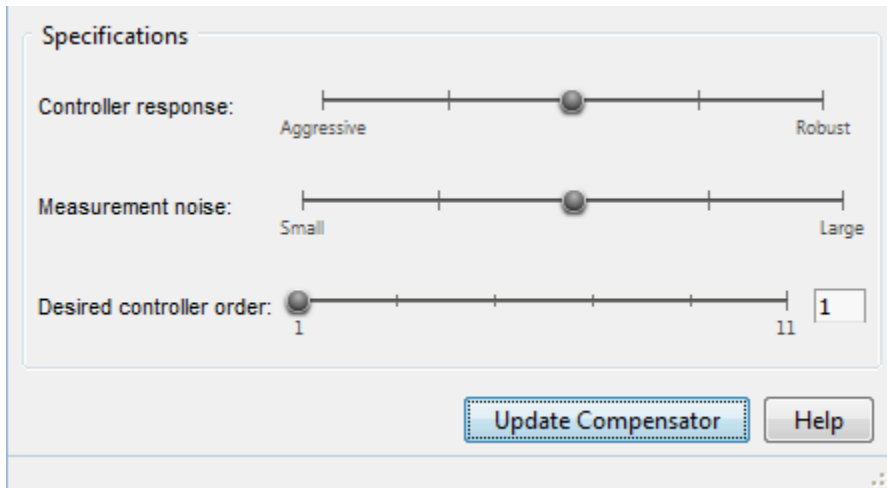 Specifications
Controller response:
Aggressive Robust
Measurement noise:
Small Large
Desired controller order: 1
1 11
Update Compensator Help